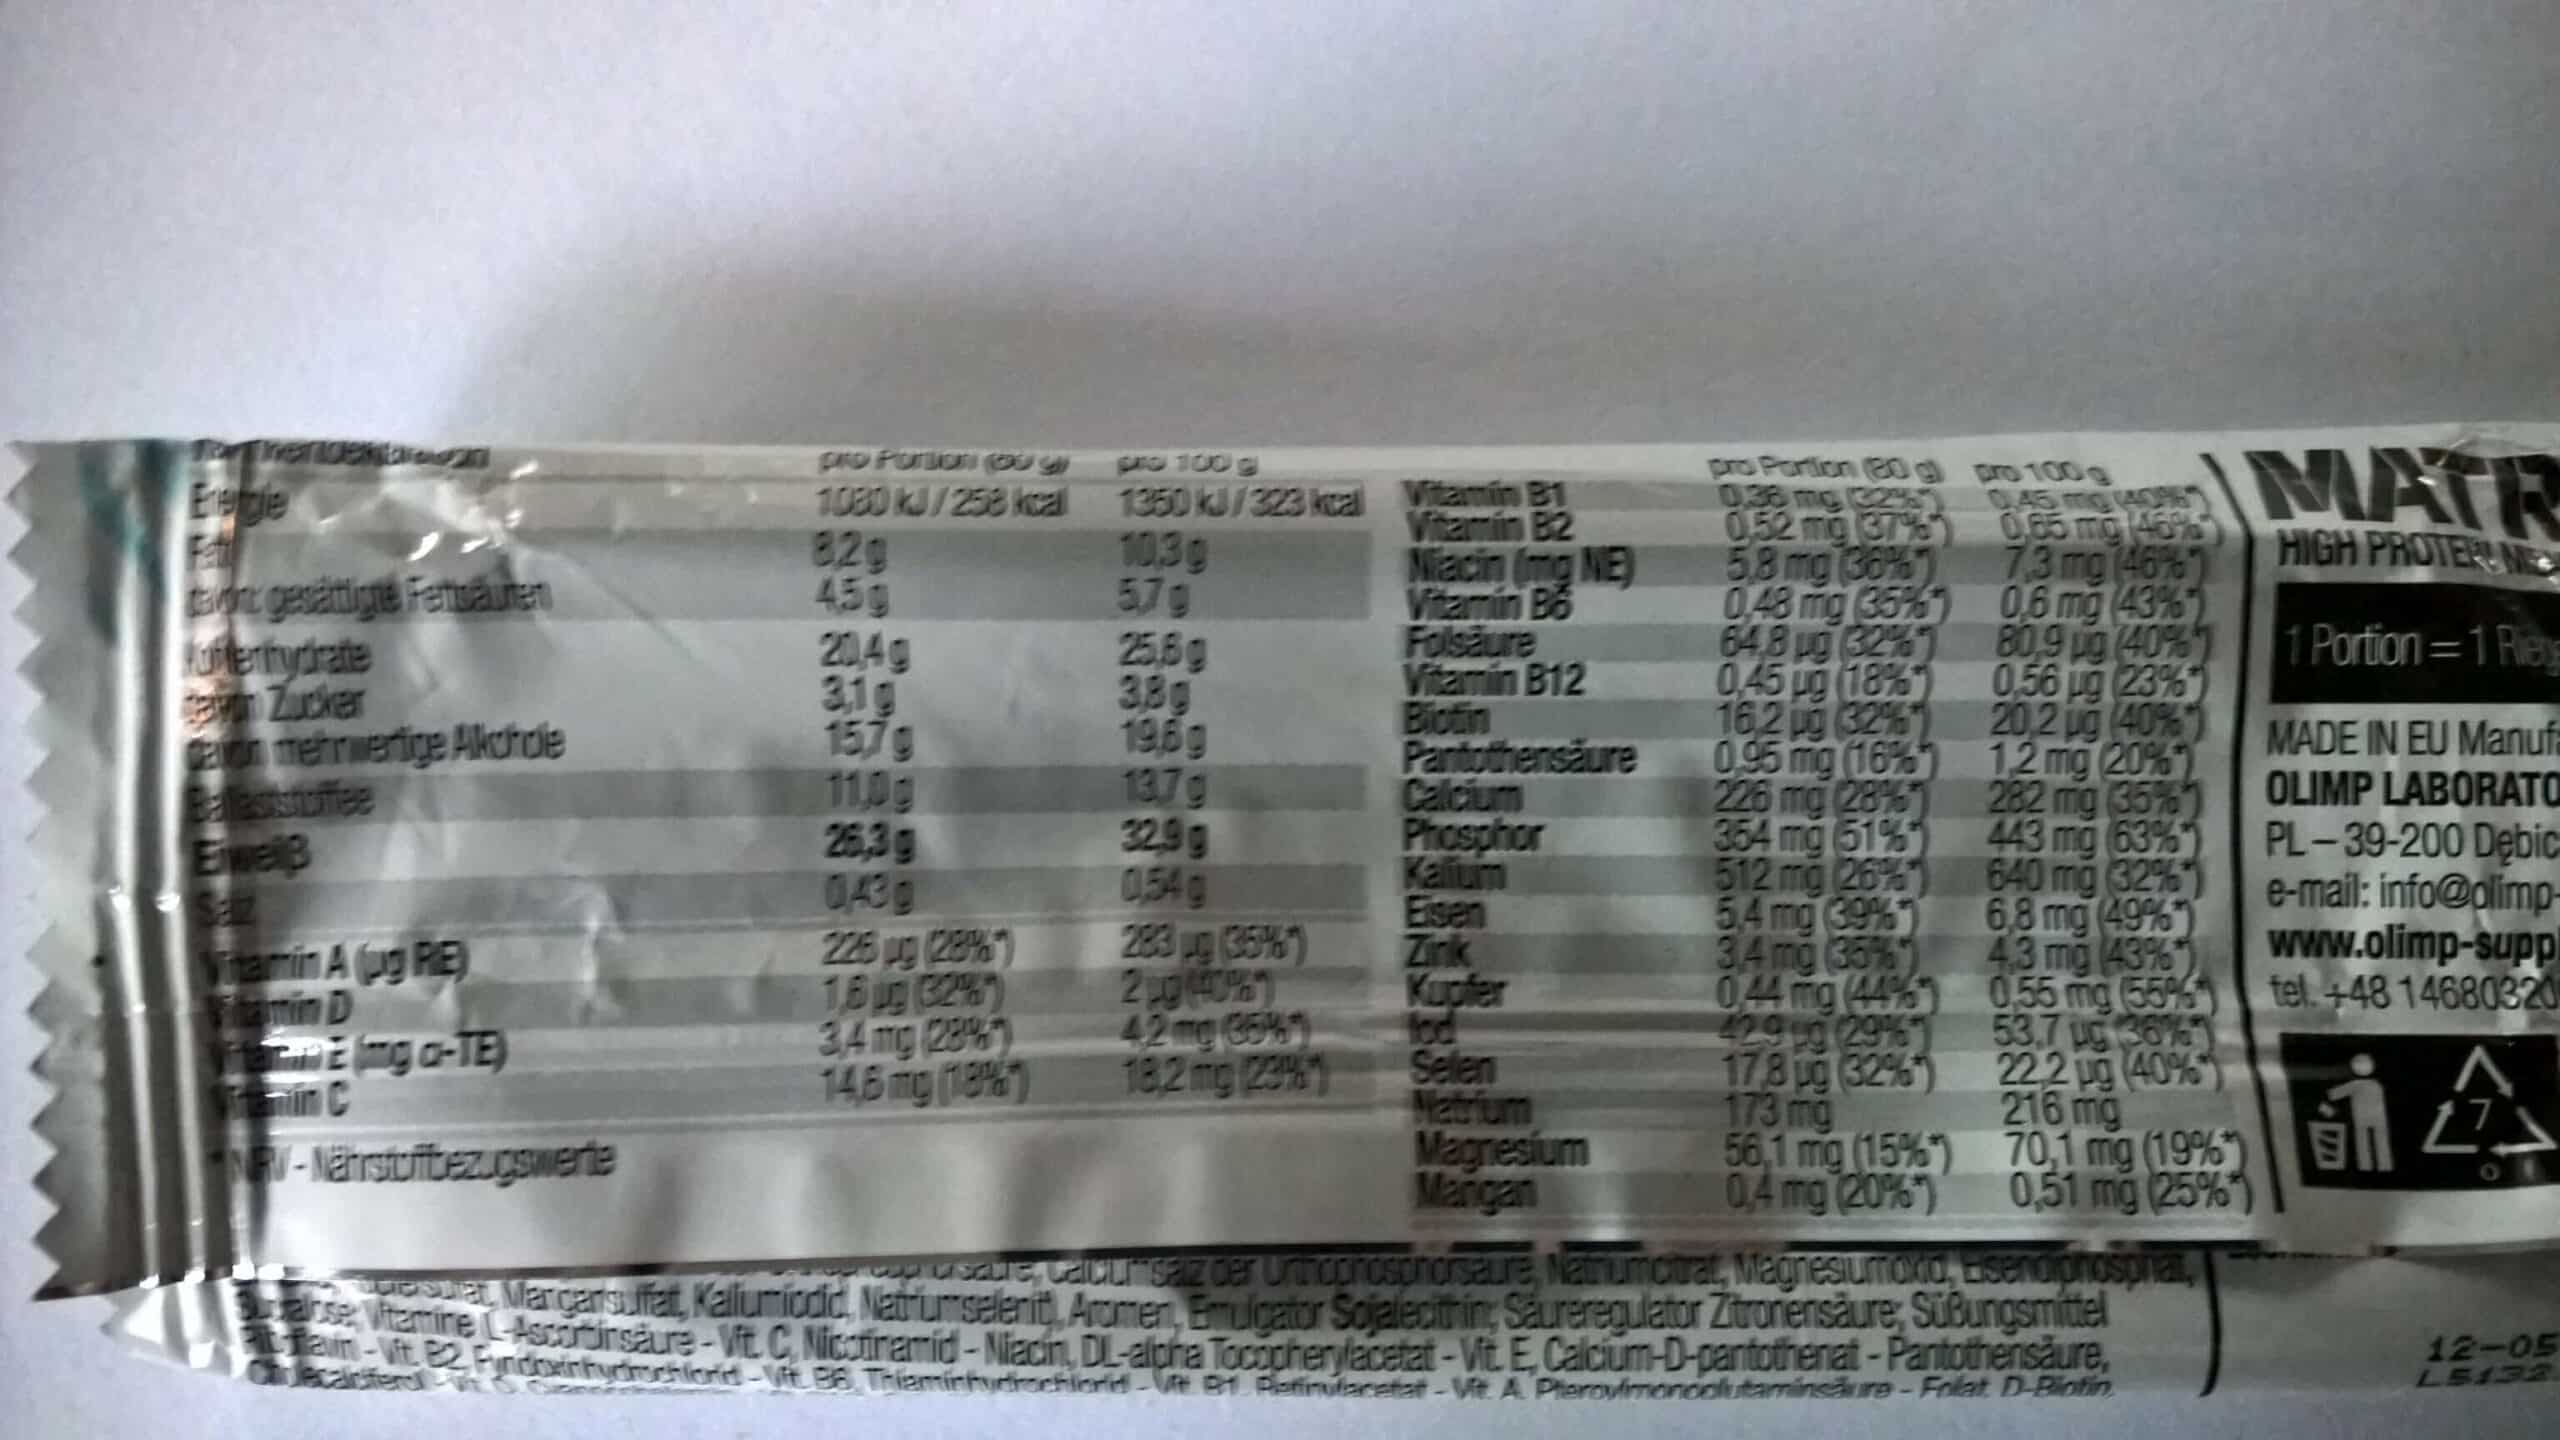 pro Portion (80 g) pro 100 g
Energie 1080 kJ / 258 kcal 1350 kJ / 323 kcal
Fett 8,2 g 10,3 g
davon: gesättigte Fettsäuren 4,5 g 5,7 g
Kohlenhydrate 20,4 g 25,6 g
davon Zucker 3,1 g 3,8 g
davon mehrwertige Alkohole 15,7 g 19,6 g
Ballaststoffee 11,0 g 13,7 g
Eiweiß 26,3 g 32,9 g
Salz 0,43 g 0,54 g
Vitamin A (µg RE) 226 µg (28%*) 283 µg (35%*)
Vitamin D 1,6 µg (32%*) 2 µg (40%*)
Vitamin E (mg α-TE) 3,4 mg (28%*) 4,2 mg (35%*)
Vitamin C 14,6 mg (18%*) 18,2 mg (23%*)
*NRV - Nährstoffbezugswerte
pro Portion (80 g) pro 100 g
Vitamin B1 0,36 mg (32%*) 0,45 mg (40%*)
Vitamin B2 0,52 mg (37%*) 0,65 mg (46%*)
Niacin (mg NE) 5,8 mg (36%*) 7,3 mg (46%*)
Vitamin B6 0,48 mg (35%*) 0,6 mg (43%*)
Folsäure 64,8 µg (32%*) 80,9 µg (40%*)
Vitamin B12 0,45 µg (18%*) 0,56 µg (23%*)
Biotin 16,2 µg (32%*) 20,2 µg (40%*)
Pantothensäure 0,95 mg (16%*) 1,2 mg (20%*)
Calcium 226 mg (28%*) 282 mg (35%*)
Phosphor 354 mg (51%*) 443 mg (63%*)
Kalium 512 mg (26%*) 640 mg (32%*)
Eisen 5,4 mg (39%*) 6,8 mg (49%*)
Zink 3,4 mg (35%*) 4,3 mg (43%*)
Kupfer 0,44 mg (44%*) 0,55 mg (55%*)
Iod 42,9 µg (29%*) 53,7 µg (36%*)
Selen 17,8 µg (32%*) 22,2 µg (40%*)
Natrium 173 mg 216 mg
Magnesium 56,1 mg (15%*) 70,1 mg (19%*)
Mangan 0,4 mg (20%*) 0,51 mg (25%*)
MATR
HIGH PROTEIN
1 Portion = 1 Riege
MADE IN EU Manufa
OLIMP LABORATO
PL – 39-200 Dębic
e-mail: info@olimp-
www.olimp-suppl
tel. +48 14680320
7
O
Calciumsalz der Orthophosphorsäure, Natriumcitrat, Magnesiumoxid, Eisendiphosphat,
Mangansulfat, Kaliumiodid, Natriumselenit), Aromen, Emulgator Sojalecithin; Säureregulator Zitronensäure; Süßungsmittel
Sucralose; Vitamine (L-Ascorbinsäure - Vit. C, Nicotinamid - Niacin, DL-alpha Tocopherylacetat - Vit. E, Calcium-D-pantothenat - Pantothensäure,
Riboflavin - Vit. B2, Pyridoxinhydrochlorid - Vit. B6, Thiaminhydrochlorid - Vit. B1, Retinylacetat - Vit. A, Pteroylmonoglutaminsäure - Folat, D-Biotin,
Cholecalciferol
12-05
L5132